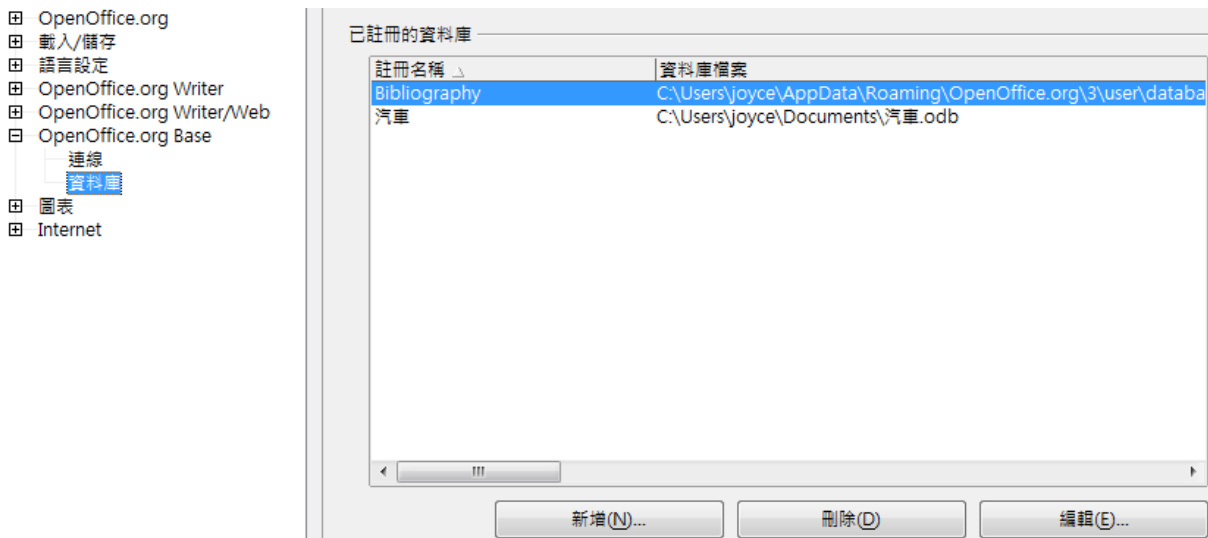 OpenOffice.org
載入/儲存
語言設定
OpenOffice.org Writer
OpenOffice.org Writer/Web
OpenOffice.org Base
連線
資料庫
圖表
Internet
已註冊的資料庫
註冊名稱 資料庫檔案
Bibliography C:\Users\joyce\AppData\Roaming\OpenOffice.org\3\user\databa
汽車 C:\Users\joyce\Documents\汽車.odb
新增(N)... 刪除(D) 編輯(E)...